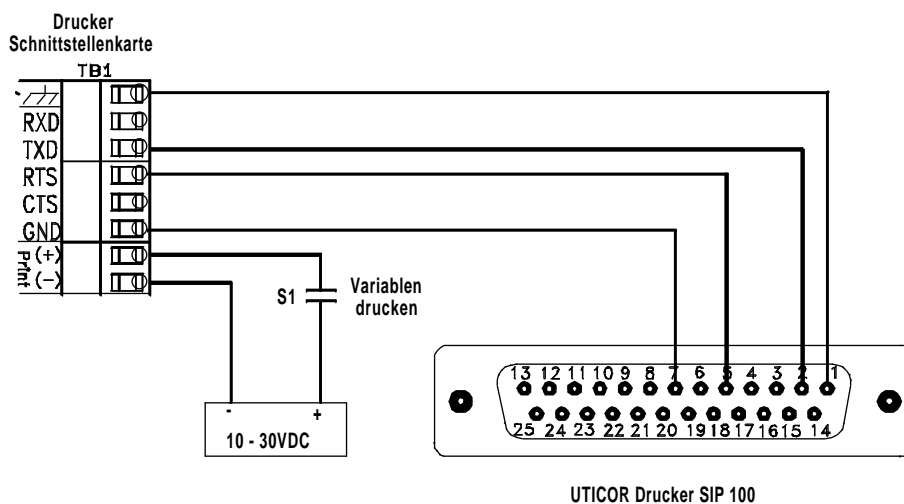 Drucker
Schnittstellenkarte
TB1
RXD
TXD
RTS
CTS
GND
Print (+)
(-)
S1
Variablen
drucken
- +
10 - 30VDC
13 12 11 10 9 8 7 6 5 4 3 2 1
25 24 23 22 21 20 19 18 17 16 15 14
UTICOR Drucker SIP 100